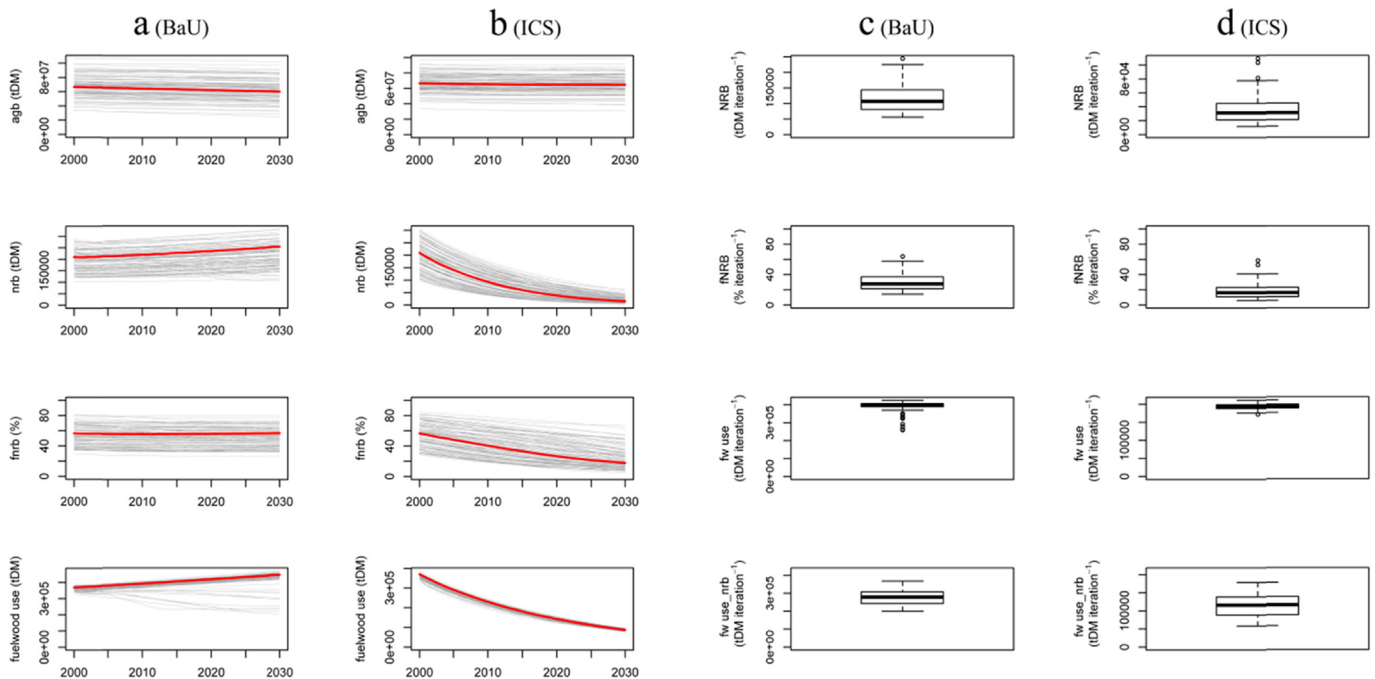 a (BaU)
b (ICS)
c (BaU)
d (ICS)
agb (tDM)
0e+00
8e+07
2000 2010 2020 2030
agb (tDM)
0e+00
6e+07
2000 2010 2020 2030
NRB
(tDM iteration−1)
0
150000
NRB
(tDM iteration−1)
0e+00
8e+04
nrb (tDM)
0
150000
2000 2010 2020 2030
nrb (tDM)
0
150000
2000 2010 2020 2030
fNRB
(% iteration−1)
0
40
80
fNRB
(% iteration−1)
0
40
80
fnrb (%)
0
40
80
2000 2010 2020 2030
fnrb (%)
0
40
80
2000 2010 2020 2030
fw use
(tDM iteration−1)
0e+00
3e+05
fw use
(tDM iteration−1)
0
100000
fuelwood use (tDM)
0e+00
3e+05
2000 2010 2020 2030
fuelwood use (tDM)
0e+00
3e+05
2000 2010 2020 2030
fw use_nrb
(tDM iteration−1)
0e+00
3e+05
fw use_nrb
(tDM iteration−1)
0
100000